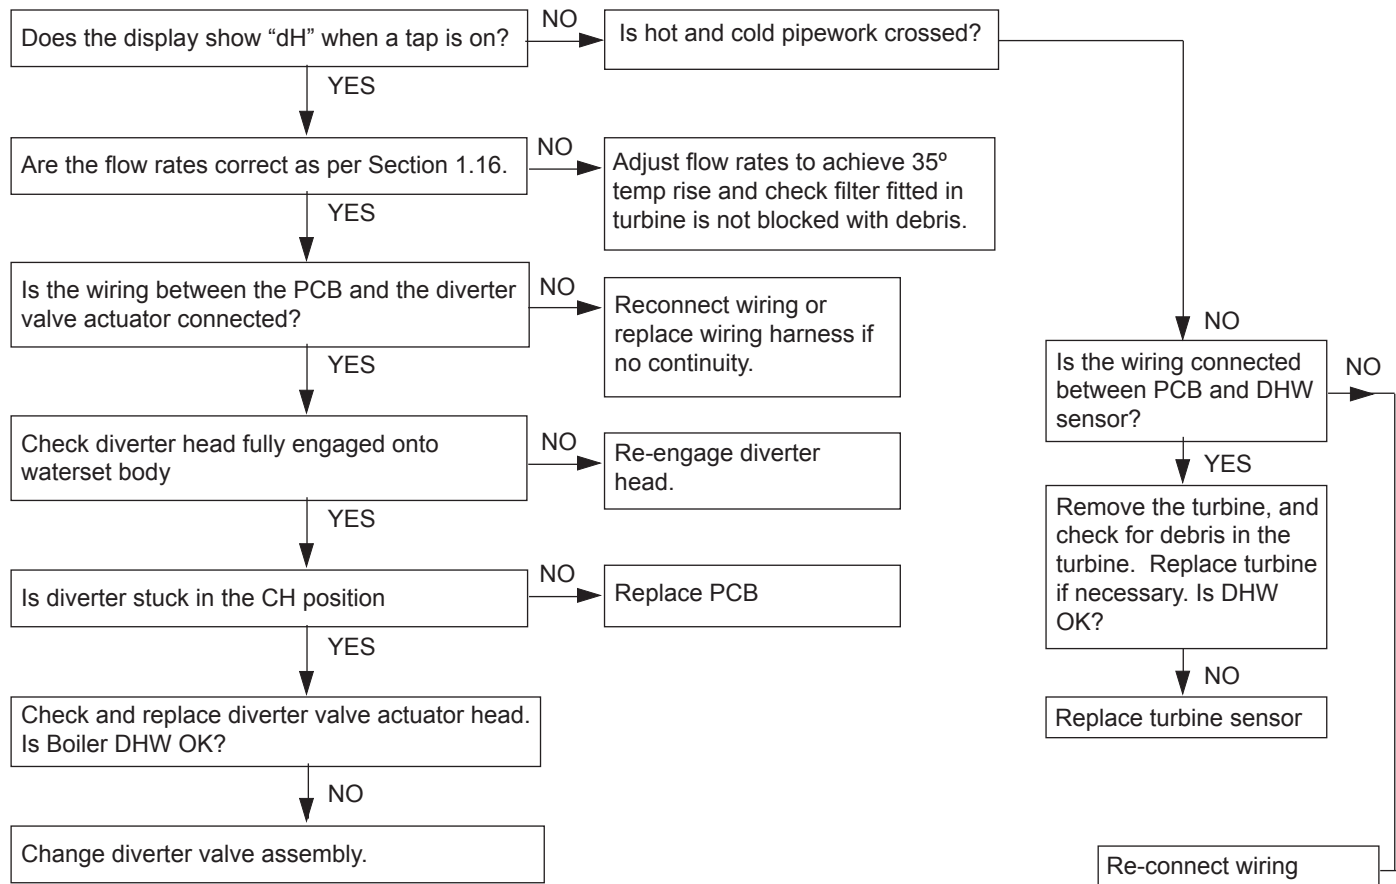 Does the display show “dH” when a tap is on?
NO
Is hot and cold pipework crossed?
YES
Are the flow rates correct as per Section 1.16.
NO
Adjust flow rates to achieve 35º
temp rise and check filter fitted in
turbine is not blocked with debris.
YES
Is the wiring between the PCB and the diverter
valve actuator connected?
NO
Reconnect wiring or
replace wiring harness if
no continuity.
NO
Is the wiring connected
between PCB and DHW
sensor?
NO
YES
Check diverter head fully engaged onto
waterset body
NO
Re-engage diverter
head.
YES
Remove the turbine, and
check for debris in the
turbine.  Replace turbine
if necessary. Is DHW
OK?
YES
Is diverter stuck in the CH position
NO
Replace PCB
YES
NO
Replace turbine sensor
Check and replace diverter valve actuator head.
Is Boiler DHW OK?
NO
Change diverter valve assembly.
Re-connect wiring